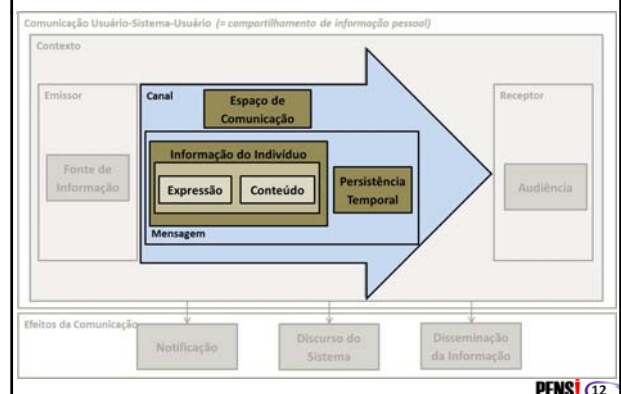 Comunicação Usuário-Sistema-Usuário (= compartilhamento de informação pessoal)
Contexto
Emissor
Canal
Receptor
Espaço de
Comunicação
Fonte de
Informação
Informação do Indivíduo
Expressão
Conteúdo
Persistência
Temporal
Audiência
Mensagem
Efeitos da Comunicação
Notificação
Discurso do
Sistema
Disseminação
da Informação
PENSi 12